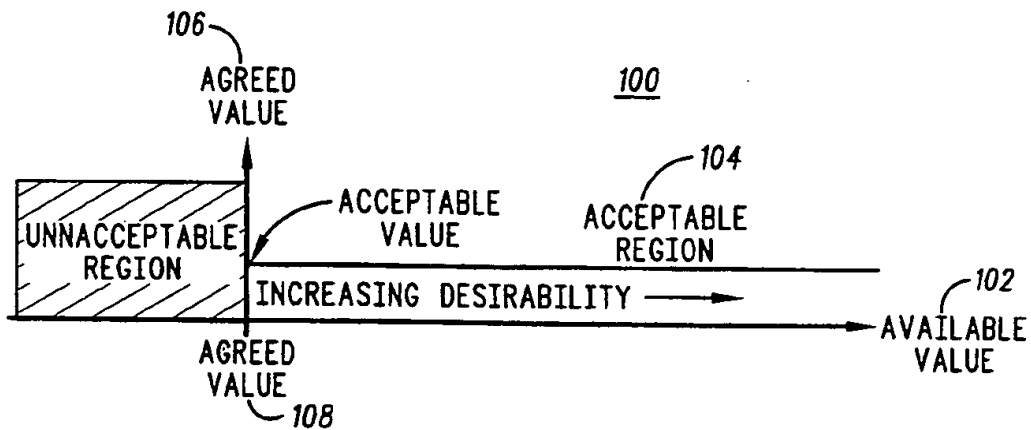 106
AGREED
VALUE
100
104
ACCEPTABLE
VALUE
ACCEPTABLE
REGION
UNNACCEPTABLE
REGION
INCREASING DESIRABILITY
102
AVAILABLE
VALUE
AGREED
VALUE
108